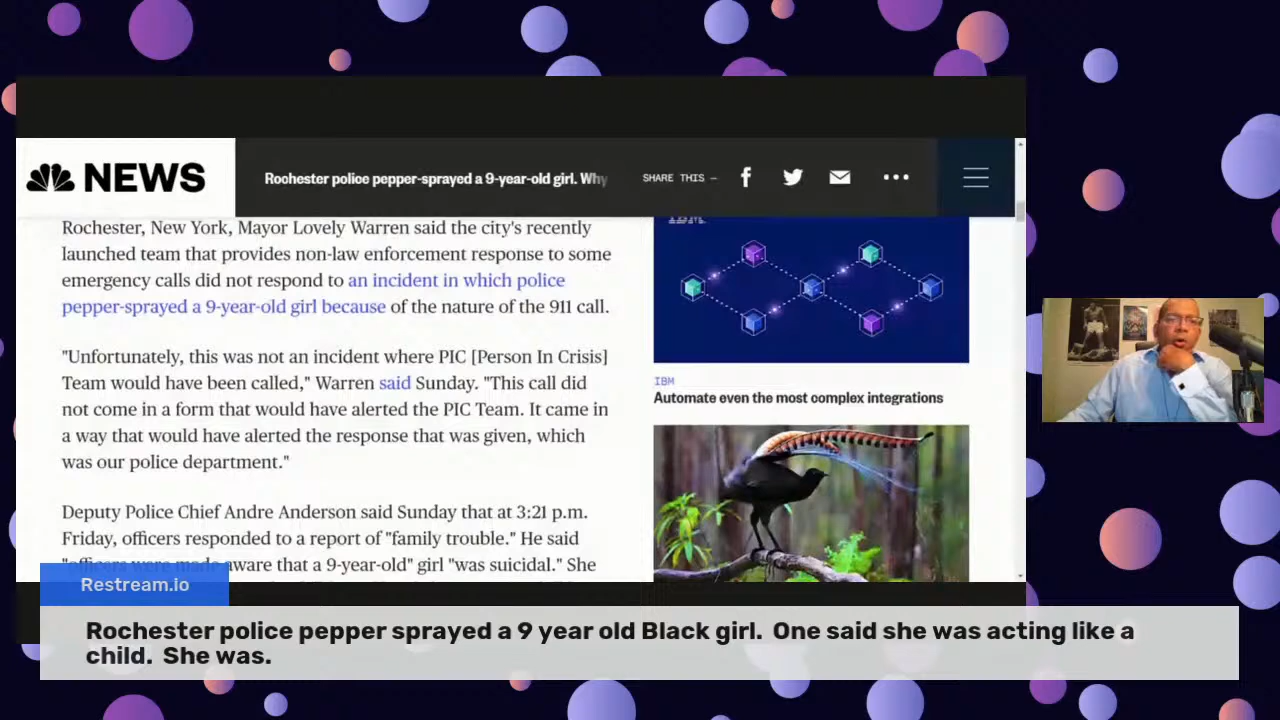 NEWS
Rochester police pepper-sprayed a 9-year-old girl. Why
SHARE THIS —
Rochester, New York, Mayor Lovely Warren said the city's recently
launched team that provides non-law enforcement response to some
emergency calls did not respond to an incident in which police
pepper-sprayed a 9-year-old girl because of the nature of the 911 call.
"Unfortunately, this was not an incident where PIC [Person In Crisis]
Team would have been called," Warren said Sunday. "This call did
not come in a form that would have alerted the PIC Team. It came in
a way that would have alerted the response that was given, which
was our police department."
Deputy Police Chief Andre Anderson said Sunday that at 3:21 p.m.
Friday, officers responded to a report of "family trouble." He said
"officers were made aware that a 9-year-old" girl "was suicidal." She
IBM
IBM
Automate even the most complex integrations
Restream.io
Rochester police pepper sprayed a 9 year old Black girl. One said she was acting like a
child. She was.